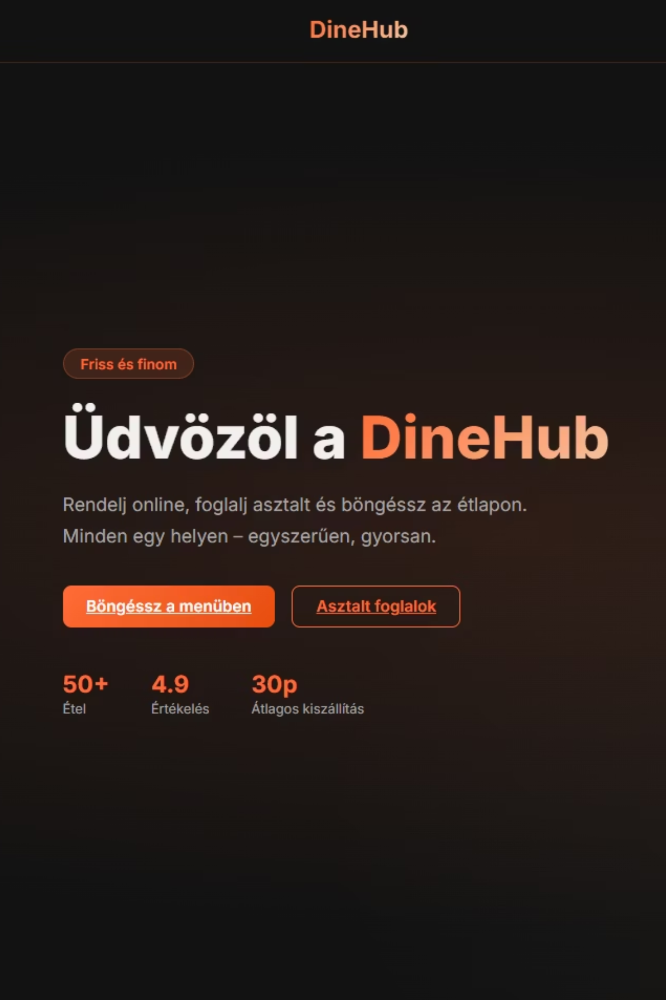 DineHub
Friss és finom
Üdvözöl a DineHub
Rendelj online, foglalj asztalt és böngéssz az étlapon.
Minden egy helyen – egyszerűen, gyorsan.
Böngéssz a menüben
Asztalt foglalok
50+
Étel
4.9
Értékelés
30p
Átlagos kiszállítás